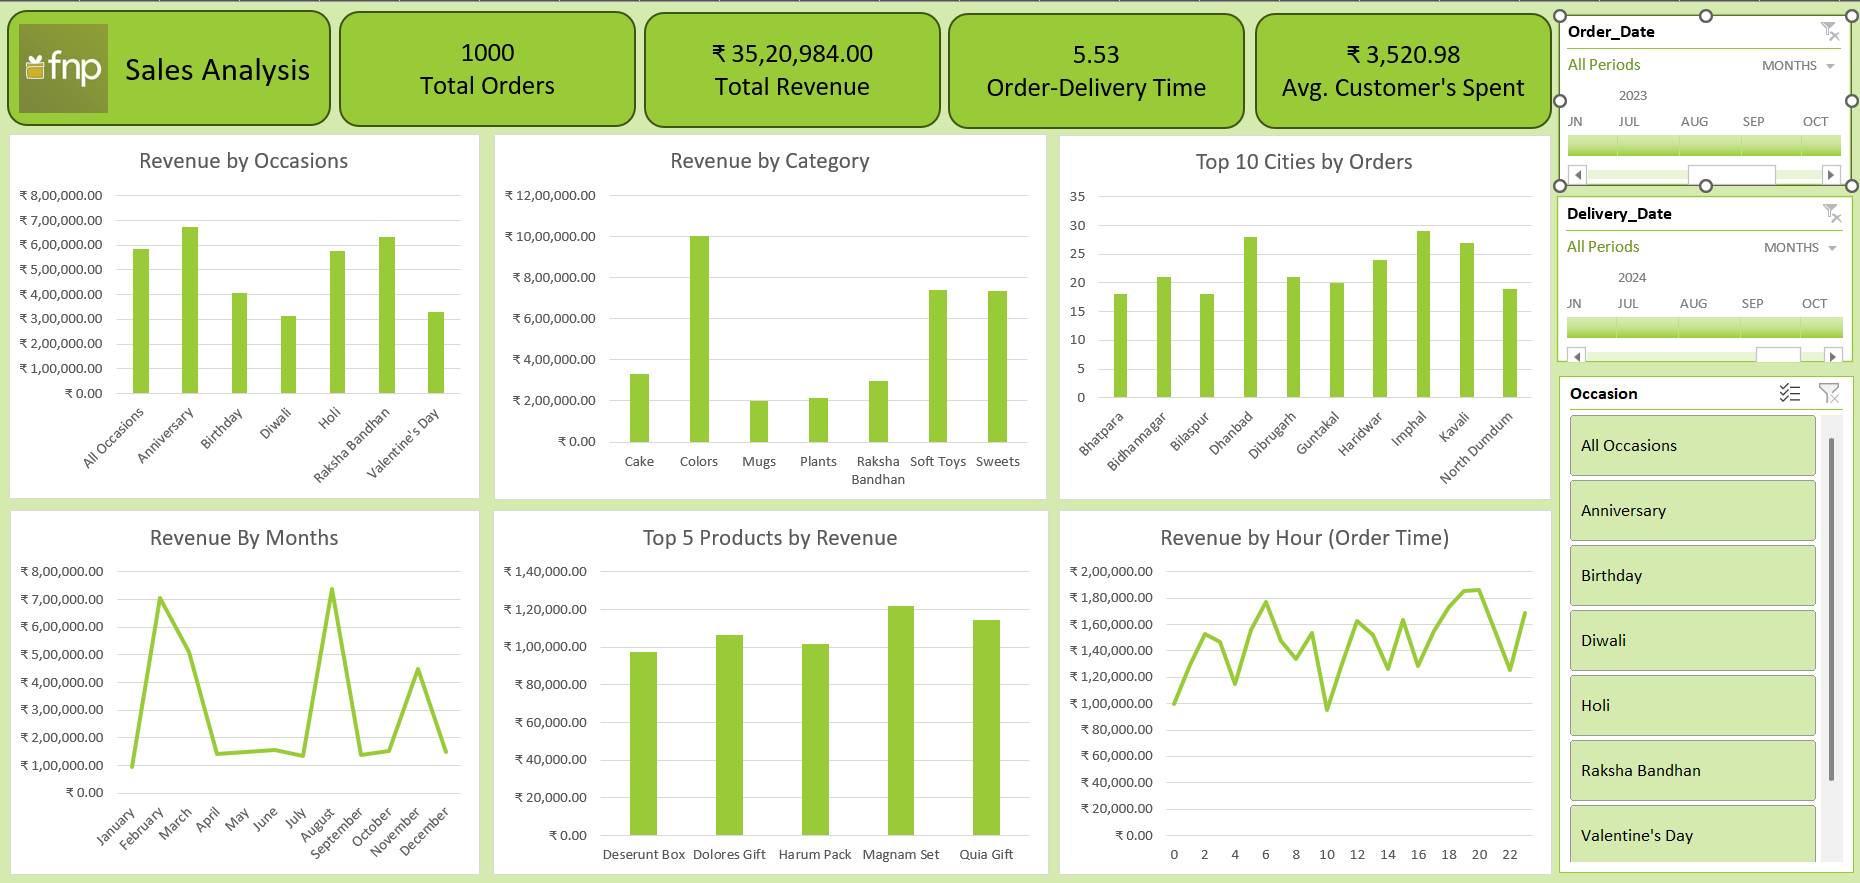 fnp
Sales Analysis
1000
Total Orders
₹ 35,20,984.00
Total Revenue
5.53
Order-Delivery Time
₹ 3,520.98
Avg. Customer's Spent
Order_Date
All Periods
MONTHS
2023
JN JUL AUG SEP OCT
Delivery_Date
All Periods
MONTHS
2024
JN JUL AUG SEP OCT
Occasion
All Occasions
Anniversary
Birthday
Diwali
Holi
Raksha Bandhan
Valentine's Day
Revenue by Occasions
₹ 8,00,000.00
₹ 7,00,000.00
₹ 6,00,000.00
₹ 5,00,000.00
₹ 4,00,000.00
₹ 3,00,000.00
₹ 2,00,000.00
₹ 1,00,000.00
₹ 0.00
All Occasions
Anniversary
Birthday
Diwali
Holi
Raksha Bandhan
Valentine's Day
Revenue by Category
₹ 12,00,000.00
₹ 10,00,000.00
₹ 8,00,000.00
₹ 6,00,000.00
₹ 4,00,000.00
₹ 2,00,000.00
₹ 0.00
Cake Colors Mugs Plants Raksha Bandhan Soft Toys Sweets
Top 10 Cities by Orders
35
30
25
20
15
10
5
0
Bhatpara
Bidhannagar
Bilaspur
Dhanbad
Dibrugarh
Guntakal
Haridwar
Imphal
Kavali
North Dumdum
Revenue By Months
₹ 8,00,000.00
₹ 7,00,000.00
₹ 6,00,000.00
₹ 5,00,000.00
₹ 4,00,000.00
₹ 3,00,000.00
₹ 2,00,000.00
₹ 1,00,000.00
₹ 0.00
January
February
March
April
May
June
July
August
September
October
November
December
Top 5 Products by Revenue
₹ 1,40,000.00
₹ 1,20,000.00
₹ 1,00,000.00
₹ 80,000.00
₹ 60,000.00
₹ 40,000.00
₹ 20,000.00
₹ 0.00
Deserunt Box Dolores Gift Harum Pack Magnam Set Quia Gift
Revenue by Hour (Order Time)
₹ 2,00,000.00
₹ 1,80,000.00
₹ 1,60,000.00
₹ 1,40,000.00
₹ 1,20,000.00
₹ 1,00,000.00
₹ 80,000.00
₹ 60,000.00
₹ 40,000.00
₹ 20,000.00
₹ 0.00
0 2 4 6 8 10 12 14 16 18 20 22